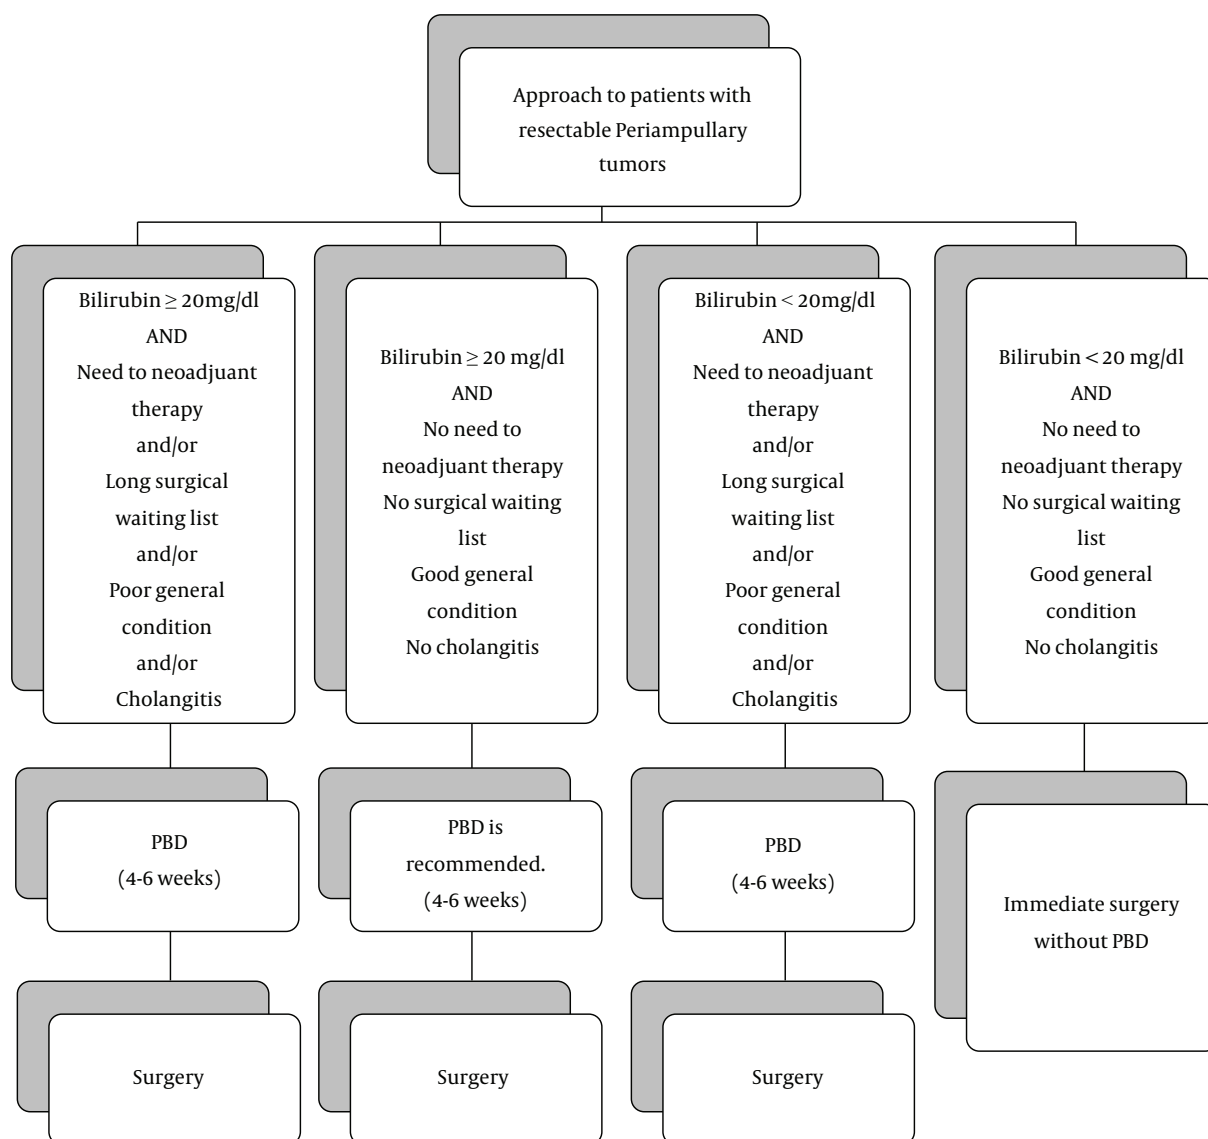 Approach to patients with
resectable Periampullary
tumors
Bilirubin ≥ 20mg/dl
AND
Need to neoadjuant
therapy
and/or
Long surgical
waiting list
and/or
Poor general
condition
and/or
Cholangitis
Bilirubin ≥ 20 mg/dl
AND
No need to
neoadjuant therapy
No surgical waiting
list
Good general
condition
No cholangitis
Bilirubin < 20mg/dl
AND
Need to neoadjuant
therapy
and/or
Long surgical
waiting list
and/or
Poor general
condition
and/or
Cholangitis
Bilirubin < 20 mg/dl
AND
No need to
neoadjuant therapy
No surgical waiting
list
Good general
condition
No cholangitis
PBD
(4-6 weeks)
PBD is
recommended.
(4-6 weeks)
PBD
(4-6 weeks)
Immediate surgery
without PBD
Surgery
Surgery
Surgery